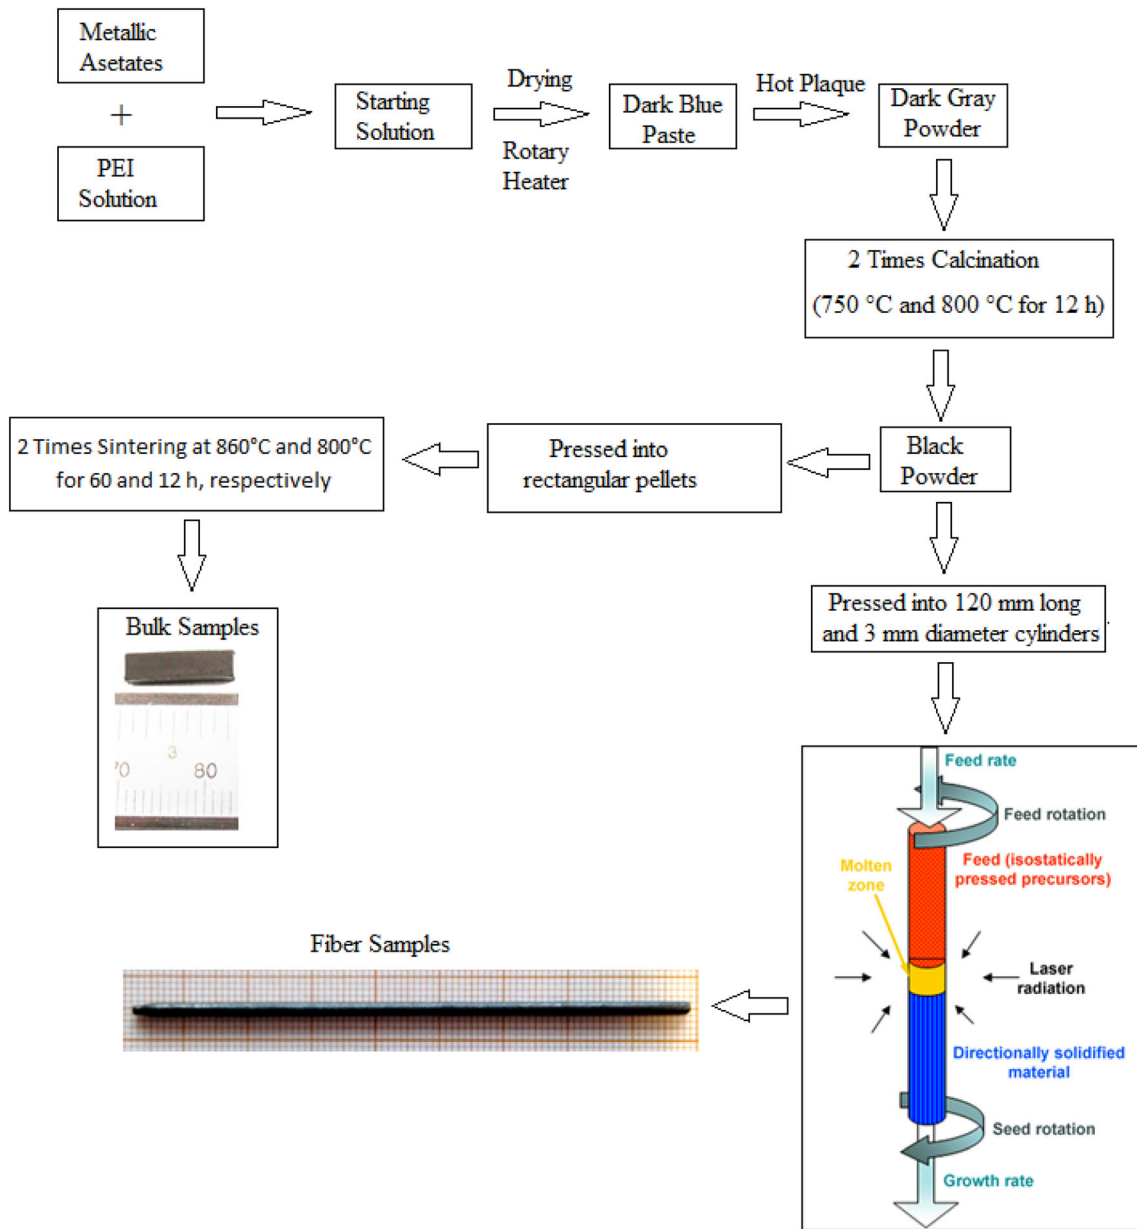 Metallic
Asetates
+
PEI
Solution
Starting
Solution
Drying
Rotary
Heater
Dark Blue
Paste
Hot Plaque
Dark Gray
Powder
2 Times Calcination
(750 °C and 800 °C for 12 h)
Black
Powder
Pressed into
rectangular pellets
2 Times Sintering at 860°C and 800°C
for 60 and 12 h, respectively
Bulk Samples
3
70 80
Pressed into 120 mm long
and 3 mm diameter cylinders
Feed rate
Feed rotation
Feed (isostatically
pressed precursors)
Molten
zone
Laser
radiation
Directionally solidified
material
Seed rotation
Growth rate
Fiber Samples